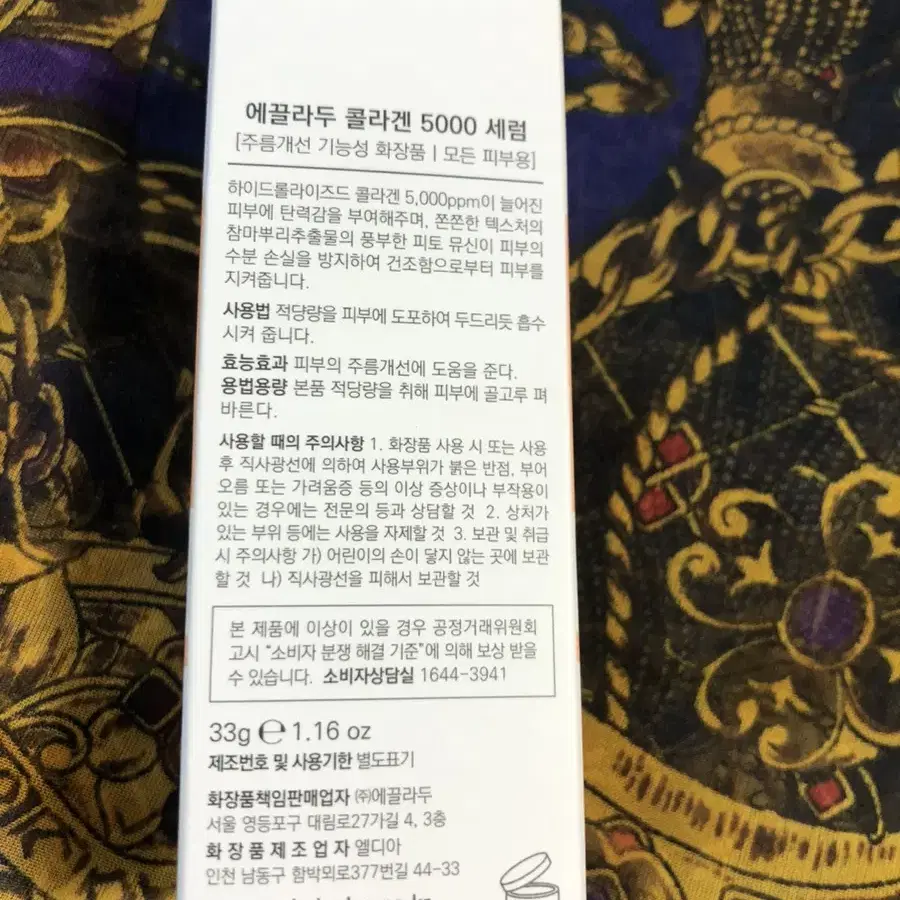 에끌라두 콜라겐 5000 세럼
[주름개선 기능성 화장품 | 모든 피부용]
하이드롤라이즈드 콜라겐 5,000ppm이 늘어진
피부에 탄력감을 부여해주며, 쫀쫀한 텍스처의
참마뿌리추출물의 풍부한 피토 뮤신이 피부의
수분 손실을 방지하여 건조함으로부터 피부를
지켜줍니다.
사용법 적당량을 피부에 도포하여 두드리듯 흡수
시켜 줍니다.
효능효과 피부의 주름개선에 도움을 준다.
용법용량 본품 적당량을 취해 피부에 골고루 펴
바른다.
사용할 때의 주의사항 1. 화장품 사용 시 또는 사용
후 직사광선에 의하여 사용부위가 붉은 반점, 부어
오름 또는 가려움증 등의 이상 증상이나 부작용이
있는 경우에는 전문의 등과 상담할 것 2. 상처가
있는 부위 등에는 사용을 자제할 것 3. 보관 및 취급
시 주의사항 가) 어린이의 손이 닿지 않는 곳에 보관
할 것 나) 직사광선을 피해서 보관할 것
본 제품에 이상이 있을 경우 공정거래위원회
고시 "소비자 분쟁 해결 기준"에 의해 보상 받을
수 있습니다. 소비자상담실 1644-3941
33g ℮ 1.16 oz
제조번호 및 사용기한 별도표기
화장품책임판매업자 ㈜에끌라두
서울 영등포구 대림로27가길 4, 3층
화장품제조업자 엘디아
인천 남동구 함박뫼로377번길 44-33